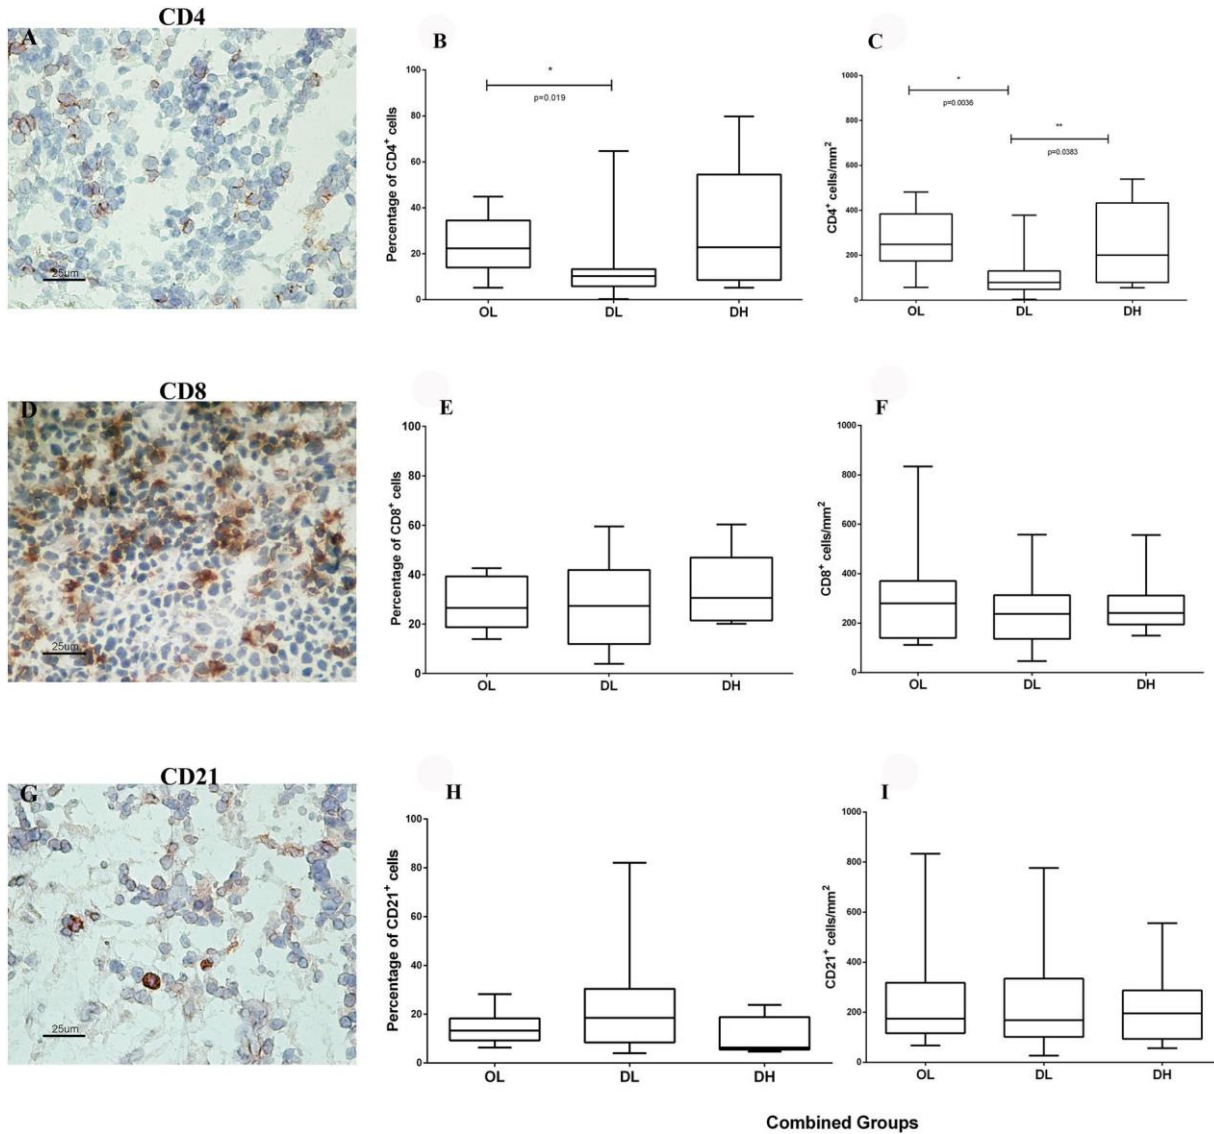 CD4
A
25um
B
Percentage of CD4⁺ cells
100
80
60
40
20
0
*
p=0.019
OL DL DH
C
CD4⁺ cells/mm²
1000
800
600
400
200
0
*
p=0.0036
**
p=0.0383
OL DL DH
CD8
D
25um
E
Percentage of CD8⁺ cells
100
80
60
40
20
0
OL DL DH
F
CD8⁺ cells/mm²
1000
800
600
400
200
0
OL DL DH
CD21
G
25um
H
Percentage of CD21⁺ cells
100
80
60
40
20
0
OL DL DH
I
CD21⁺ cells/mm²
1000
800
600
400
200
0
OL DL DH
Combined Groups